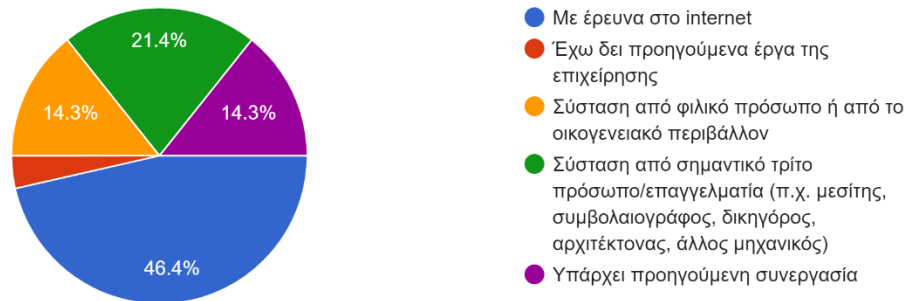 21.4%
14.3%
14.3%
46.4%
Με έρευνα στο internet
Έχω δει προηγούμενα έργα της
επιχείρησης
Σύσταση από φιλικό πρόσωπο ή από το
οικογενειακό περιβάλλον
Σύσταση από σημαντικό τρίτο
πρόσωπο/επαγγελματία (π.χ. μεσίτης,
συμβολαιογράφος, δικηγόρος,
αρχιτέκτονας, άλλος μηχανικός)
Υπάρχει προηγούμενη συνεργασία